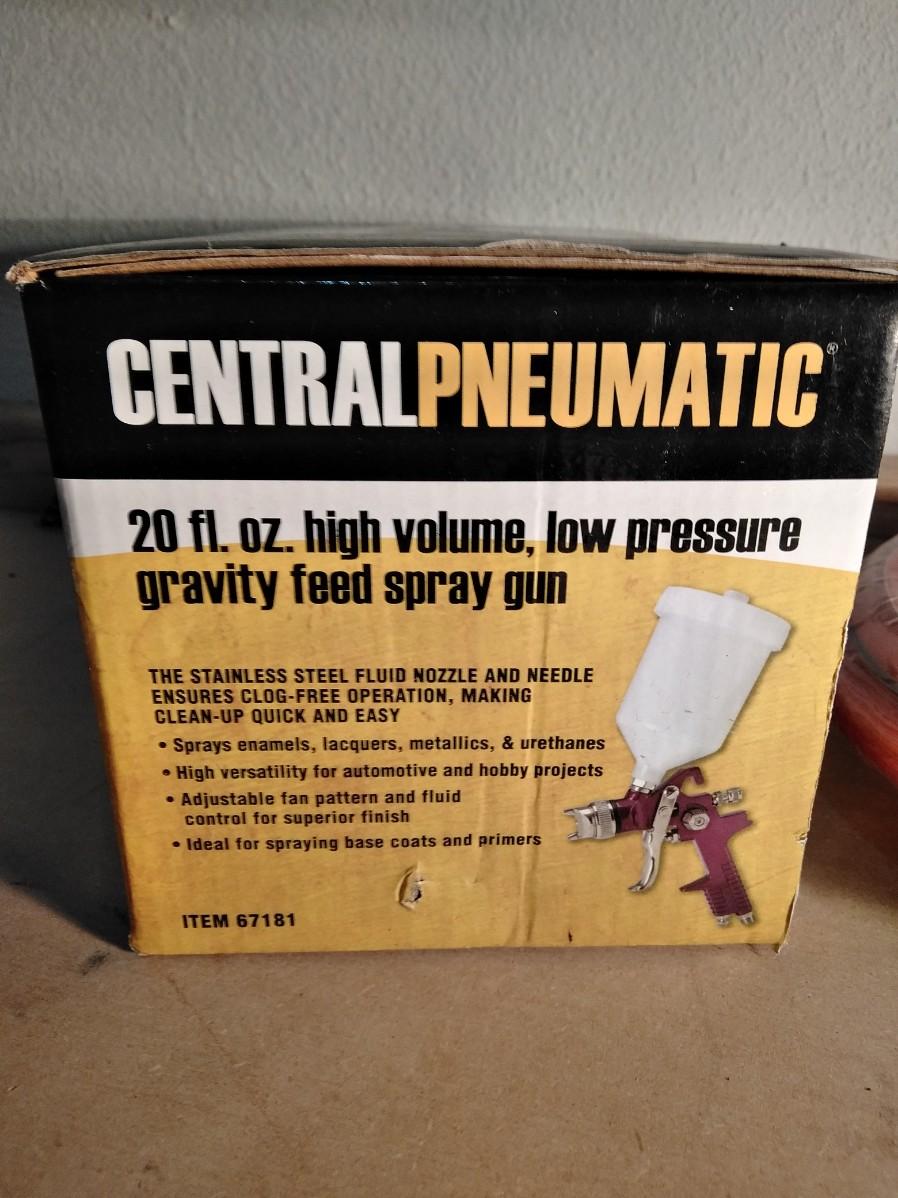 CENTRALPNEUMATIC®
20 fl. oz. high volume, low pressure
gravity feed spray gun
THE STAINLESS STEEL FLUID NOZZLE AND NEEDLE
ENSURES CLOG-FREE OPERATION, MAKING
CLEAN-UP QUICK AND EASY
• Sprays enamels, lacquers, metallics, & urethanes
• High versatility for automotive and hobby projects
• Adjustable fan pattern and fluid
control for superior finish
• Ideal for spraying base coats and primers
ITEM 67181